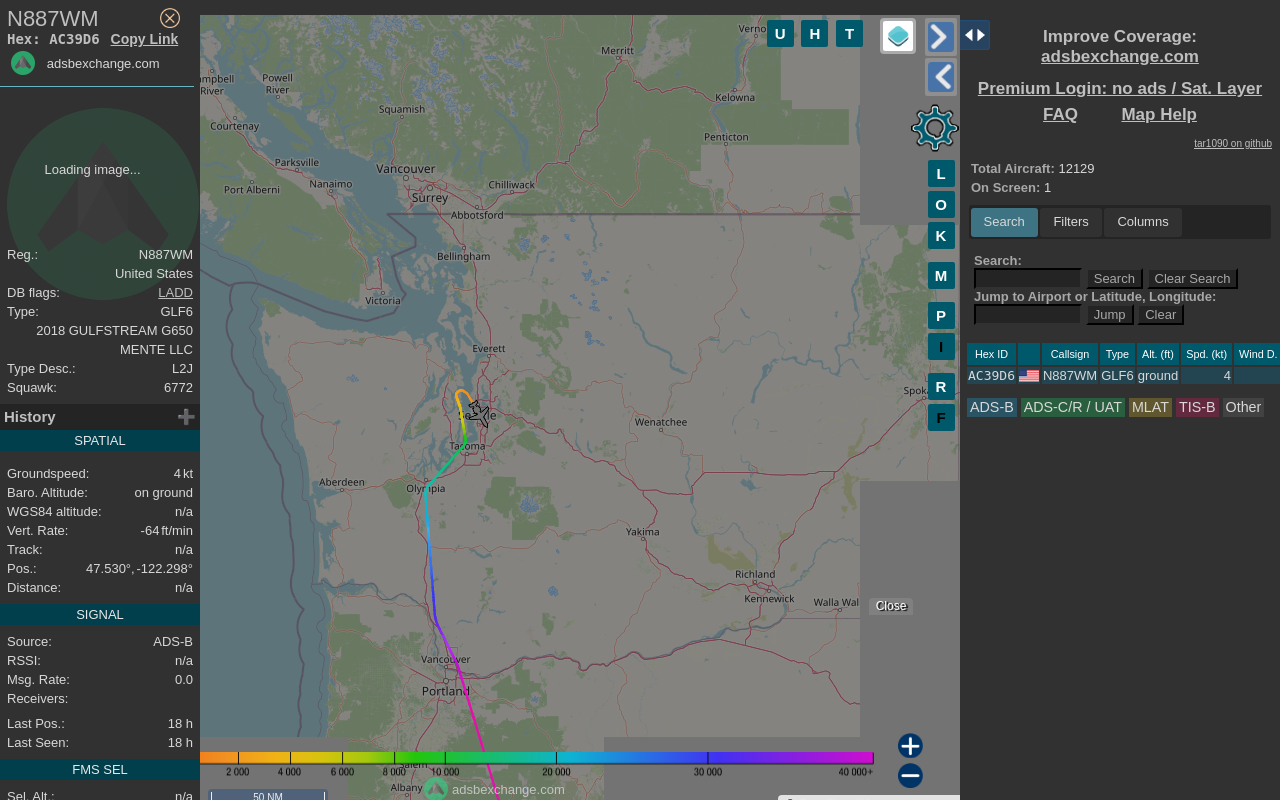 N887WM
Hex: AC39D6 Copy Link
adsbexchange.com
Loading image...
Reg.: N887WM
United States
DB flags: LADD
Type: GLF6
2018 GULFSTREAM G650
MENTE LLC
Type Desc.: L2J
Squawk: 6772
History
SPATIAL
Groundspeed: 4 kt
Baro. Altitude: on ground
WGS84 altitude: n/a
Vert. Rate: -64 ft/min
Track: n/a
Pos.: 47.530°, -122.298°
Distance: n/a
SIGNAL
Source: ADS-B
RSSI: n/a
Msg. Rate: 0.0
Receivers:
Last Pos.: 18 h
Last Seen: 18 h
FMS SEL
Sel. Alt.: n/a
U H T
L
O
K
M
P
I
R
F
Merritt
Kelowna
Powell
River
River
Squamish
Courtenay
Penticton
Parksville
Vancouver
Port Alberni
Nanaimo
Chilliwack
Surrey
Abbotsford
Bellingham
Victoria
Everett
Wenatchee
Tacoma
Aberdeen
Olympia
Yakima
Richland
Kennewick
Walla Wal
Close
Vancouver
Portland
Albany
2 000 4 000 6 000 8 000 10 000 20 000 30 000 40 000+
adsbexchange.com
50 NM
Improve Coverage:
adsbexchange.com
Premium Login: no ads / Sat. Layer
FAQ Map Help
tar1090 on github
Total Aircraft: 12129
On Screen: 1
Search Filters Columns
Search:
Search Clear Search
Jump to Airport or Latitude, Longitude:
Jump Clear
Hex ID Callsign Type Alt. (ft) Spd. (kt) Wind D.
AC39D6 N887WM GLF6 ground 4
ADS-B ADS-C/R / UAT MLAT TIS-B Other